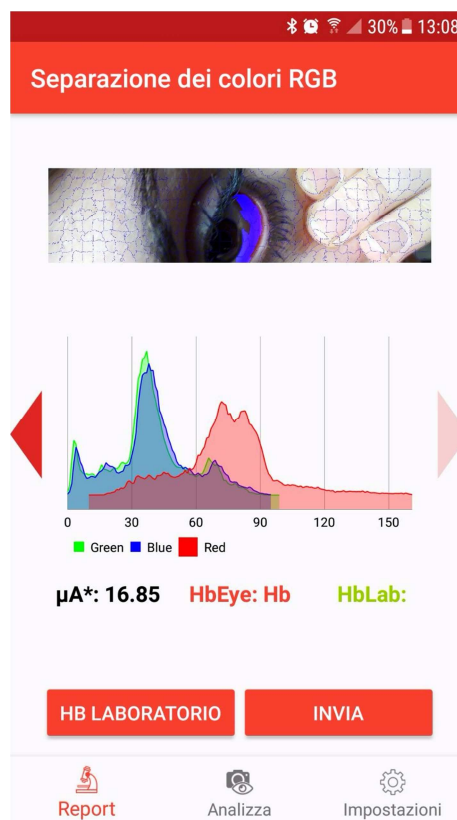 30% 13:08
Separazione dei colori RGB
0 30 60 90 120 150
Green Blue Red
µA*: 16.85 HbEye: Hb HbLab:
HB LABORATORIO INVIA
Report Analizza Impostazioni